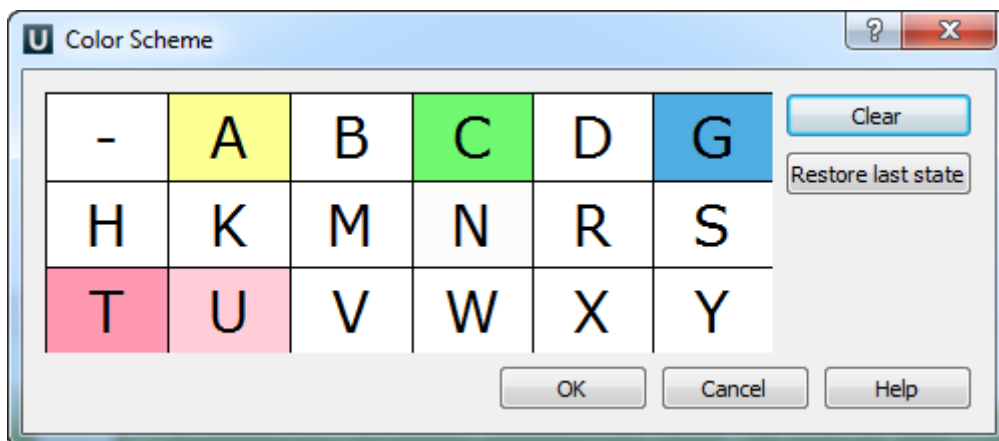 U Color Scheme
- A B C D G
Clear
Restore last state
H K M N R S
T U V W X Y
OK Cancel Help